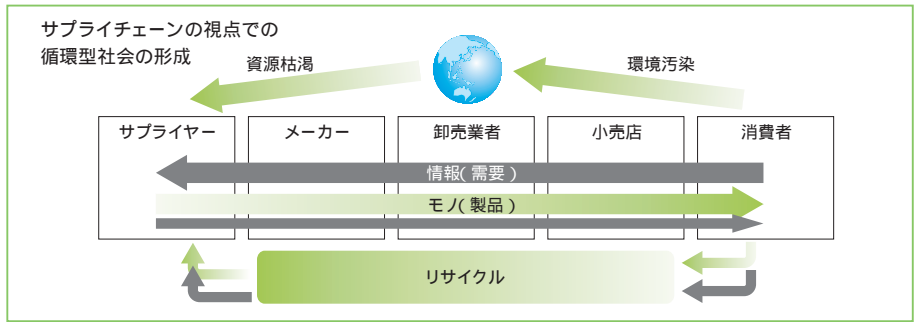 サプライチェーンの視点での
循環型社会の形成
資源枯渇
環境汚染
サプライヤー
メーカー
卸売業者
小売店
消費者
情報(需要)
モノ(製品)
リサイクル